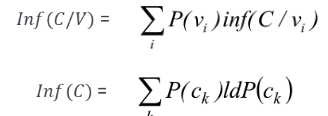 Inf(C/V) = ∑ P(vᵢ)inf(C/vᵢ)
i
Inf(C) = ∑ P(cₖ)ldP(cₖ)
k